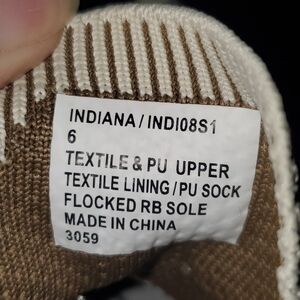 INDIANA / INDI08S1
6
TEXTILE & PU UPPER
TEXTILE LINING / PU SOCK
FLOCKED RB SOLE
MADE IN CHINA
3059